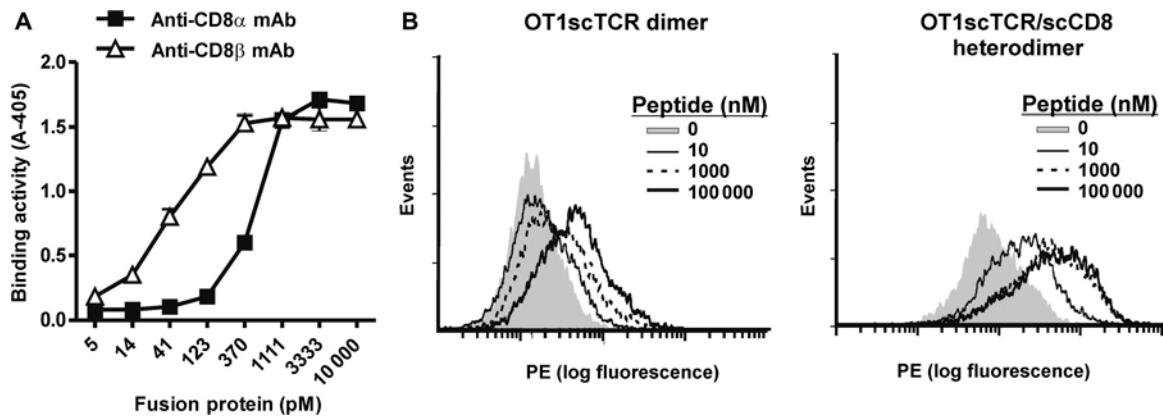 A
Anti-CD8α mAb
Anti-CD8β mAb
Binding activity (A-405)
2.0
1.5
1.0
0.5
0.0
5
14
41
123
370
1111
3333
10 000
Fusion protein (pM)
B
OT1scTCR dimer
Peptide (nM)
0
10
1000
100 000
Events
PE (log fluorescence)
OT1scTCR/scCD8
heterodimer
Peptide (nM)
0
10
1000
100 000
Events
PE (log fluorescence)